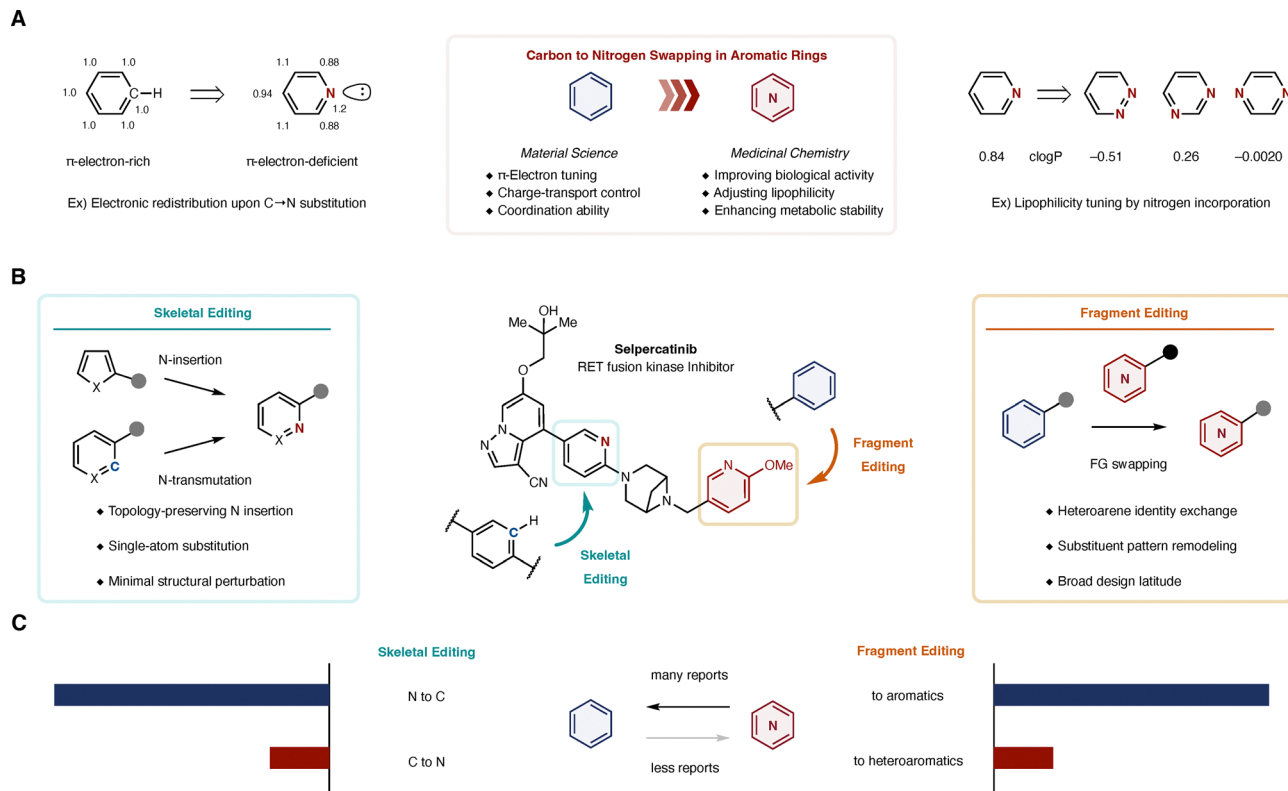 A
1.0 1.0
1.0 C H
1.0
1.0 1.0
π-electron-rich
1.1 0.88
0.94 N :
1.2
1.1 0.88
π-electron-deficient
Ex) Electronic redistribution upon C→N substitution
Carbon to Nitrogen Swapping in Aromatic Rings
N
Material Science
◆ π-Electron tuning
◆ Charge-transport control
◆ Coordination ability
Medicinal Chemistry
◆ Improving biological activity
◆ Adjusting lipophilicity
◆ Enhancing metabolic stability
N N N N N N N
0.84 clogP –0.51 0.26 –0.0020
Ex) Lipophilicity tuning by nitrogen incorporation
B
Skeletal Editing
N-insertion
X
X N
X C
N-transmutation
◆ Topology-preserving N insertion
◆ Single-atom substitution
◆ Minimal structural perturbation
OH
Me Me
O
Selpercatinib
RET fusion kinase Inhibitor
N N
N
CN
N
N
N OMe
C H
Skeletal
Editing
Fragment
Editing
Fragment Editing
N
N
FG swapping
◆ Heteroarene identity exchange
◆ Substituent pattern remodeling
◆ Broad design latitude
C
Skeletal Editing
N to C
C to N
many reports
N
less reports
Fragment Editing
to aromatics
to heteroaromatics